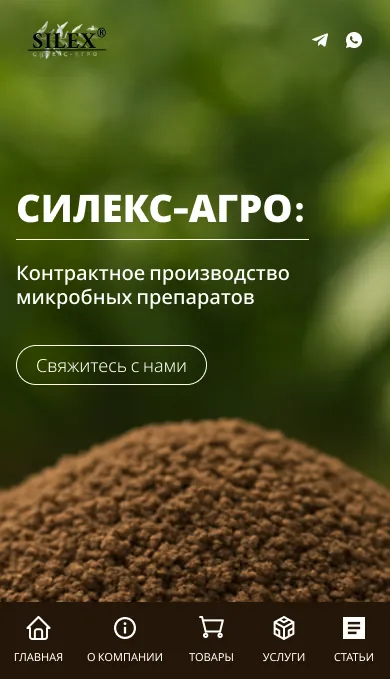 SILEX®
СИЛЕКС-АГРО
СИЛЕКС-АГРО:
Контрактное производство
микробных препаратов
Свяжитесь с нами
ГЛАВНАЯ
О КОМПАНИИ
ТОВАРЫ
УСЛУГИ
СТАТЬИ